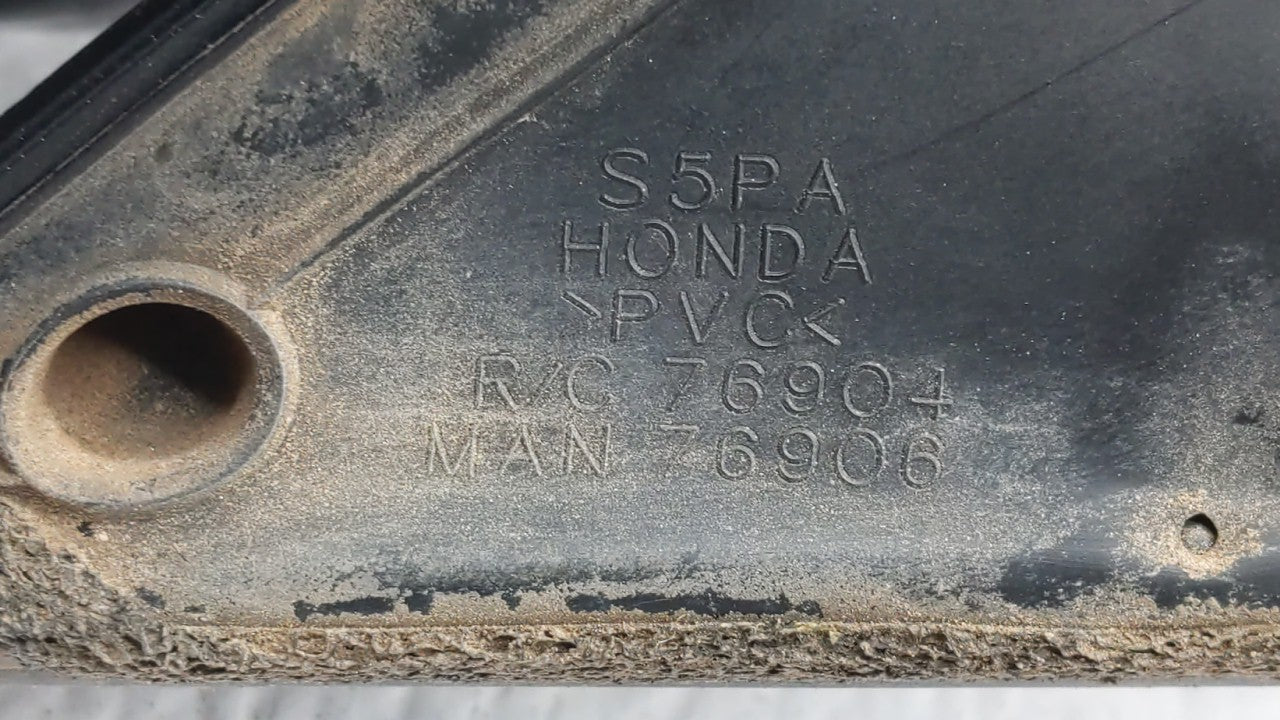 S5PA
HONDA
>PVC<
R/C 76904
MAN 76906